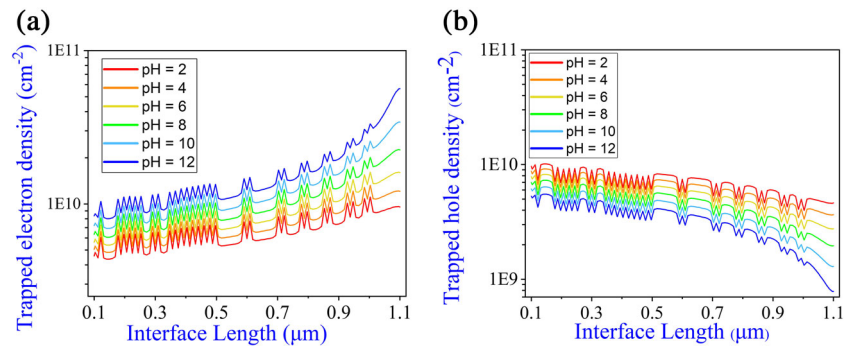 (a)
Trapped electron density (cm⁻²)
1E11
1E10
pH = 2
pH = 4
pH = 6
pH = 8
pH = 10
pH = 12
0.1 0.3 0.5 0.7 0.9 1.1
Interface Length (μm)
(b)
Trapped hole density (cm-2)
1E11
1E10
1E9
pH = 2
pH = 4
pH = 6
pH = 8
pH = 10
pH = 12
0.1 0.3 0.5 0.7 0.9 1.1
Interface Length (μm)